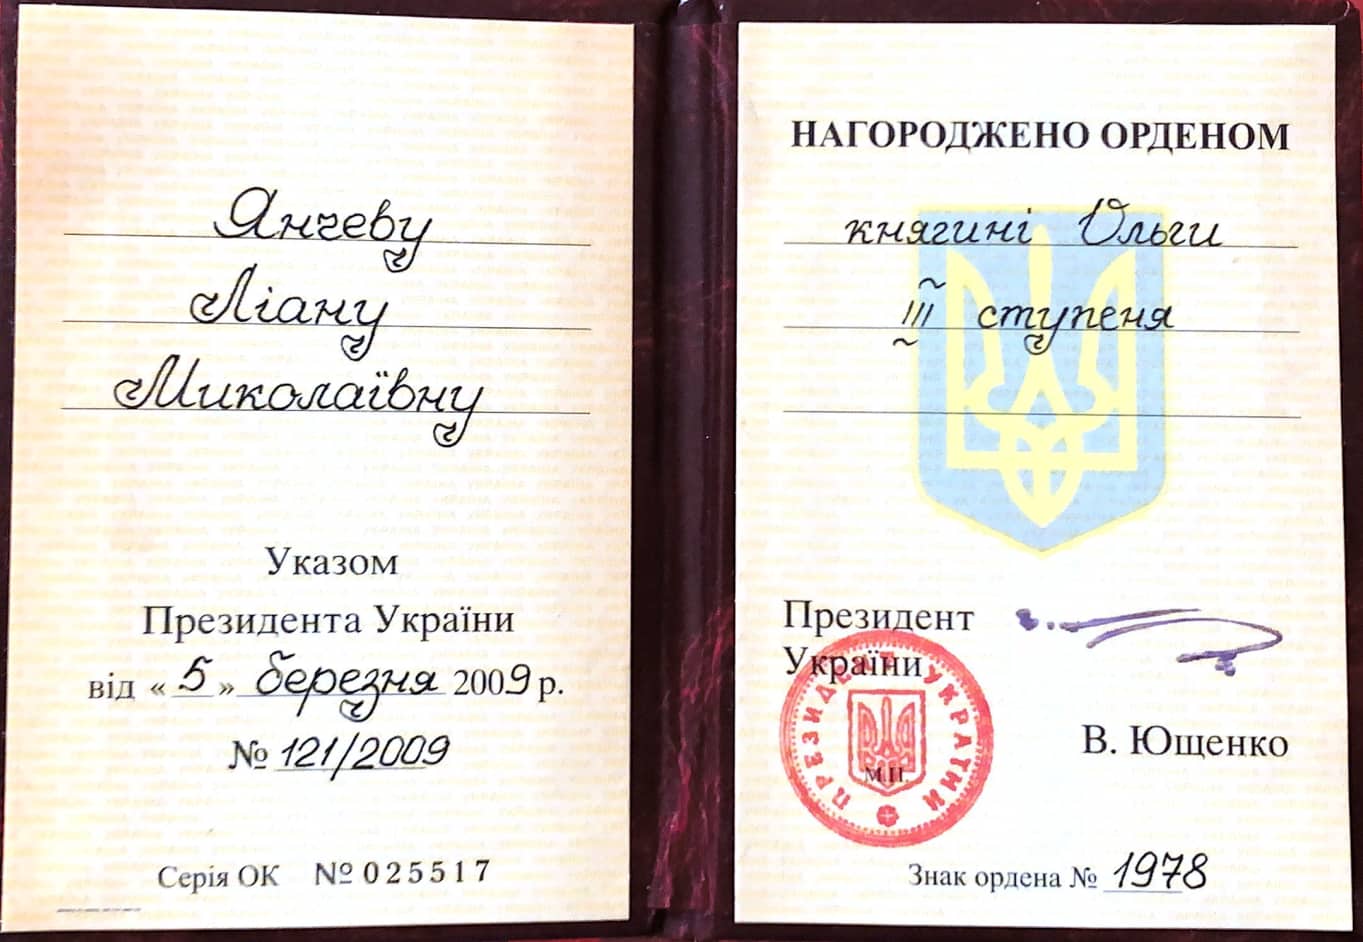 Янчеву
Ліану
Миколаївну
Указом
Президента України
від « 5 » березня 2009 р.
№ 121/2009
Серія ОК № 025517
НАГОРОДЖЕНО ОРДЕНОМ
княгині Ольги
III ступеня
Президент
України
ПРЕЗИДЕНТ УКРАЇНИ
М.П.
В. Ющенко
Знак ордена № 1978